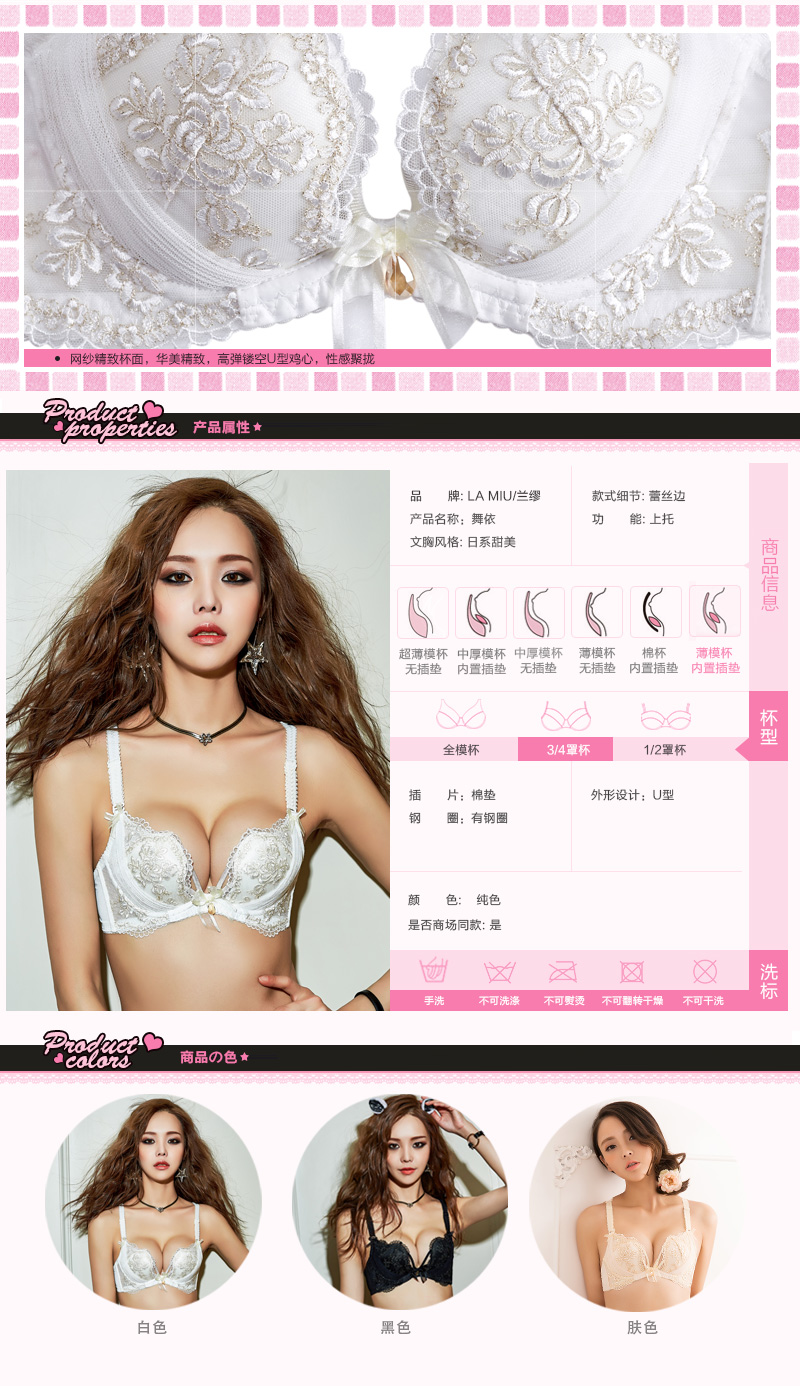 • 网纱精致杯面，华美精致，高弹镂空U型鸡心，性感聚拢
Product
properties 产品属性★
品 牌: LA MIU/兰缪
产品名称：舞依
文胸风格: 日系甜美
款式细节: 蕾丝边
功 能: 上托
商品信息
超薄模杯 中厚模杯 中厚模杯 薄模杯 棉杯 薄模杯
无插垫 内置插垫 无插垫 无插垫 内置插垫 内置插垫
全模杯 3/4罩杯 1/2罩杯
杯型
插 片：棉垫
钢 圈：有钢圈
外形设计：U型
颜 色: 纯色
是否商场同款: 是
手洗 不可洗涤 不可熨烫 不可翻转干燥 不可干洗
洗标
Product
colors 商品の色★
白色 黑色 肤色